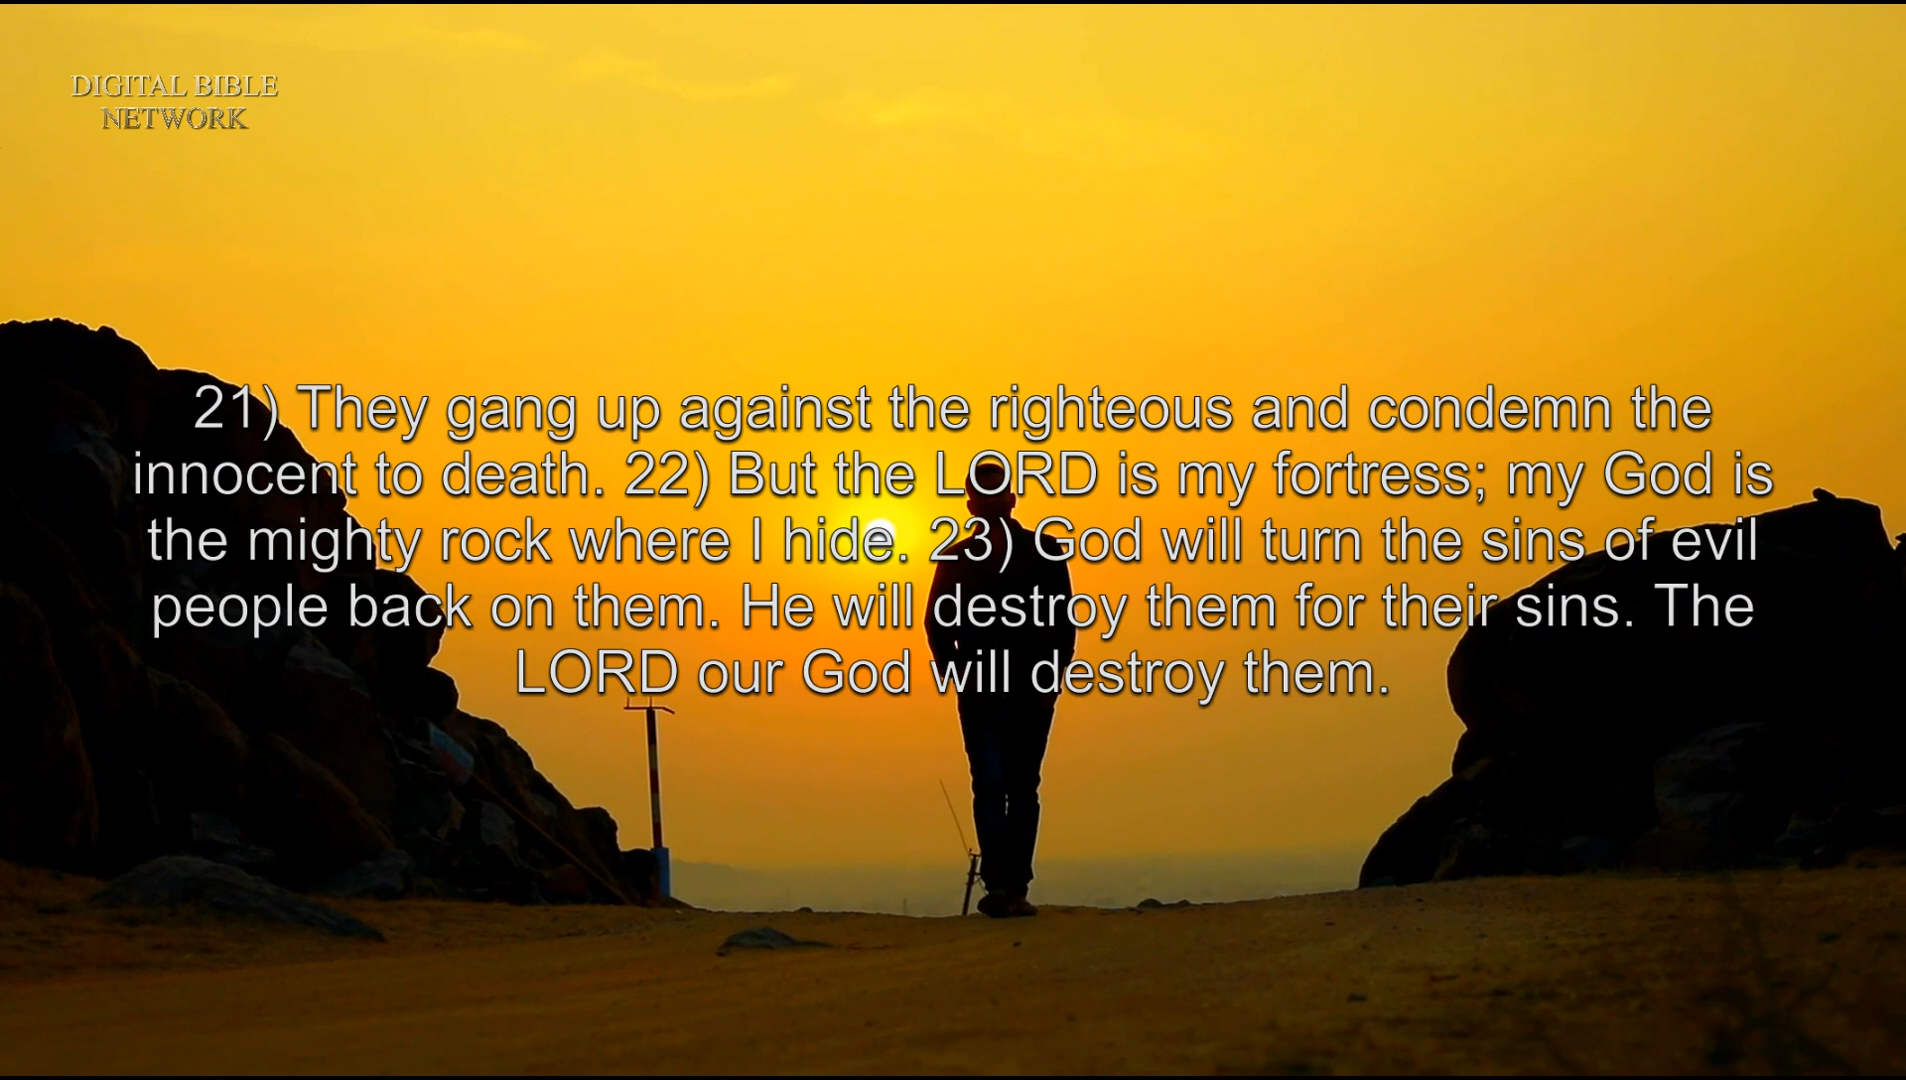 DIGITAL BIBLE
NETWORK
21) They gang up against the righteous and condemn the
innocent to death. 22) But the LORD is my fortress; my God is
the mighty rock where I hide. 23) God will turn the sins of evil
people back on them. He will destroy them for their sins. The
LORD our God will destroy them.